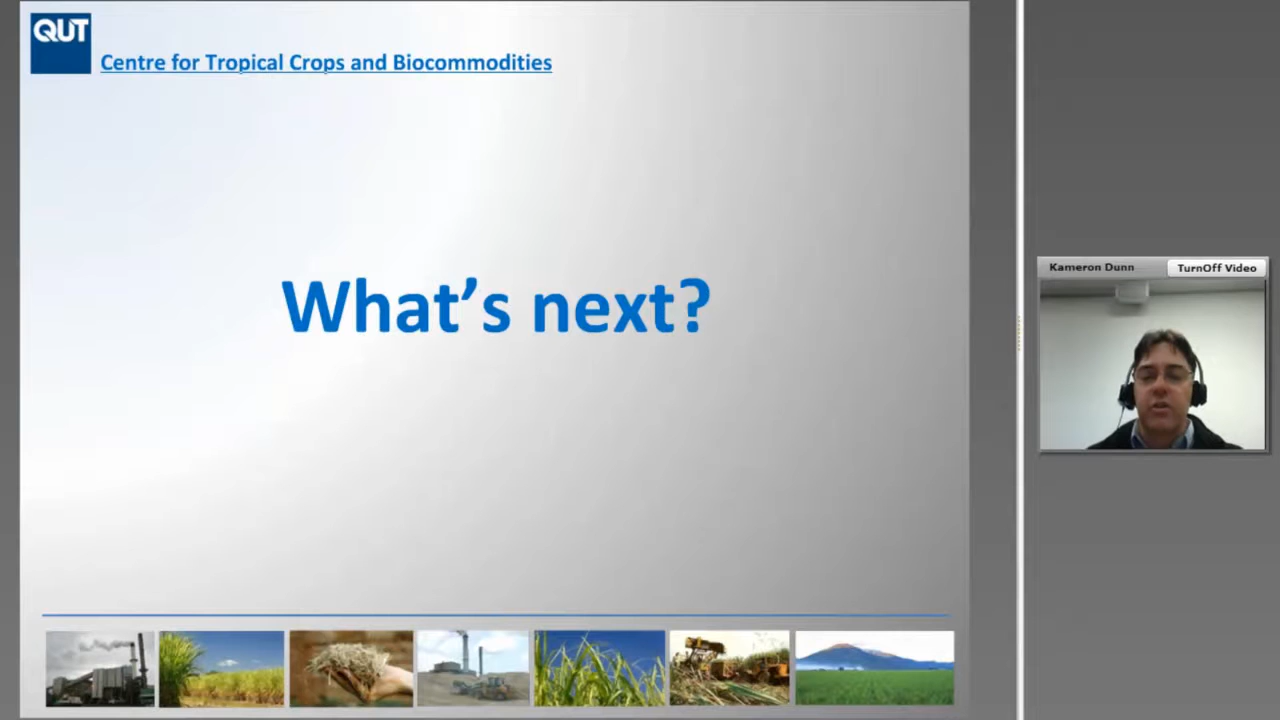 QUT
Centre for Tropical Crops and Biocommodities
What's next?
Kameron Dunn
TurnOff Video